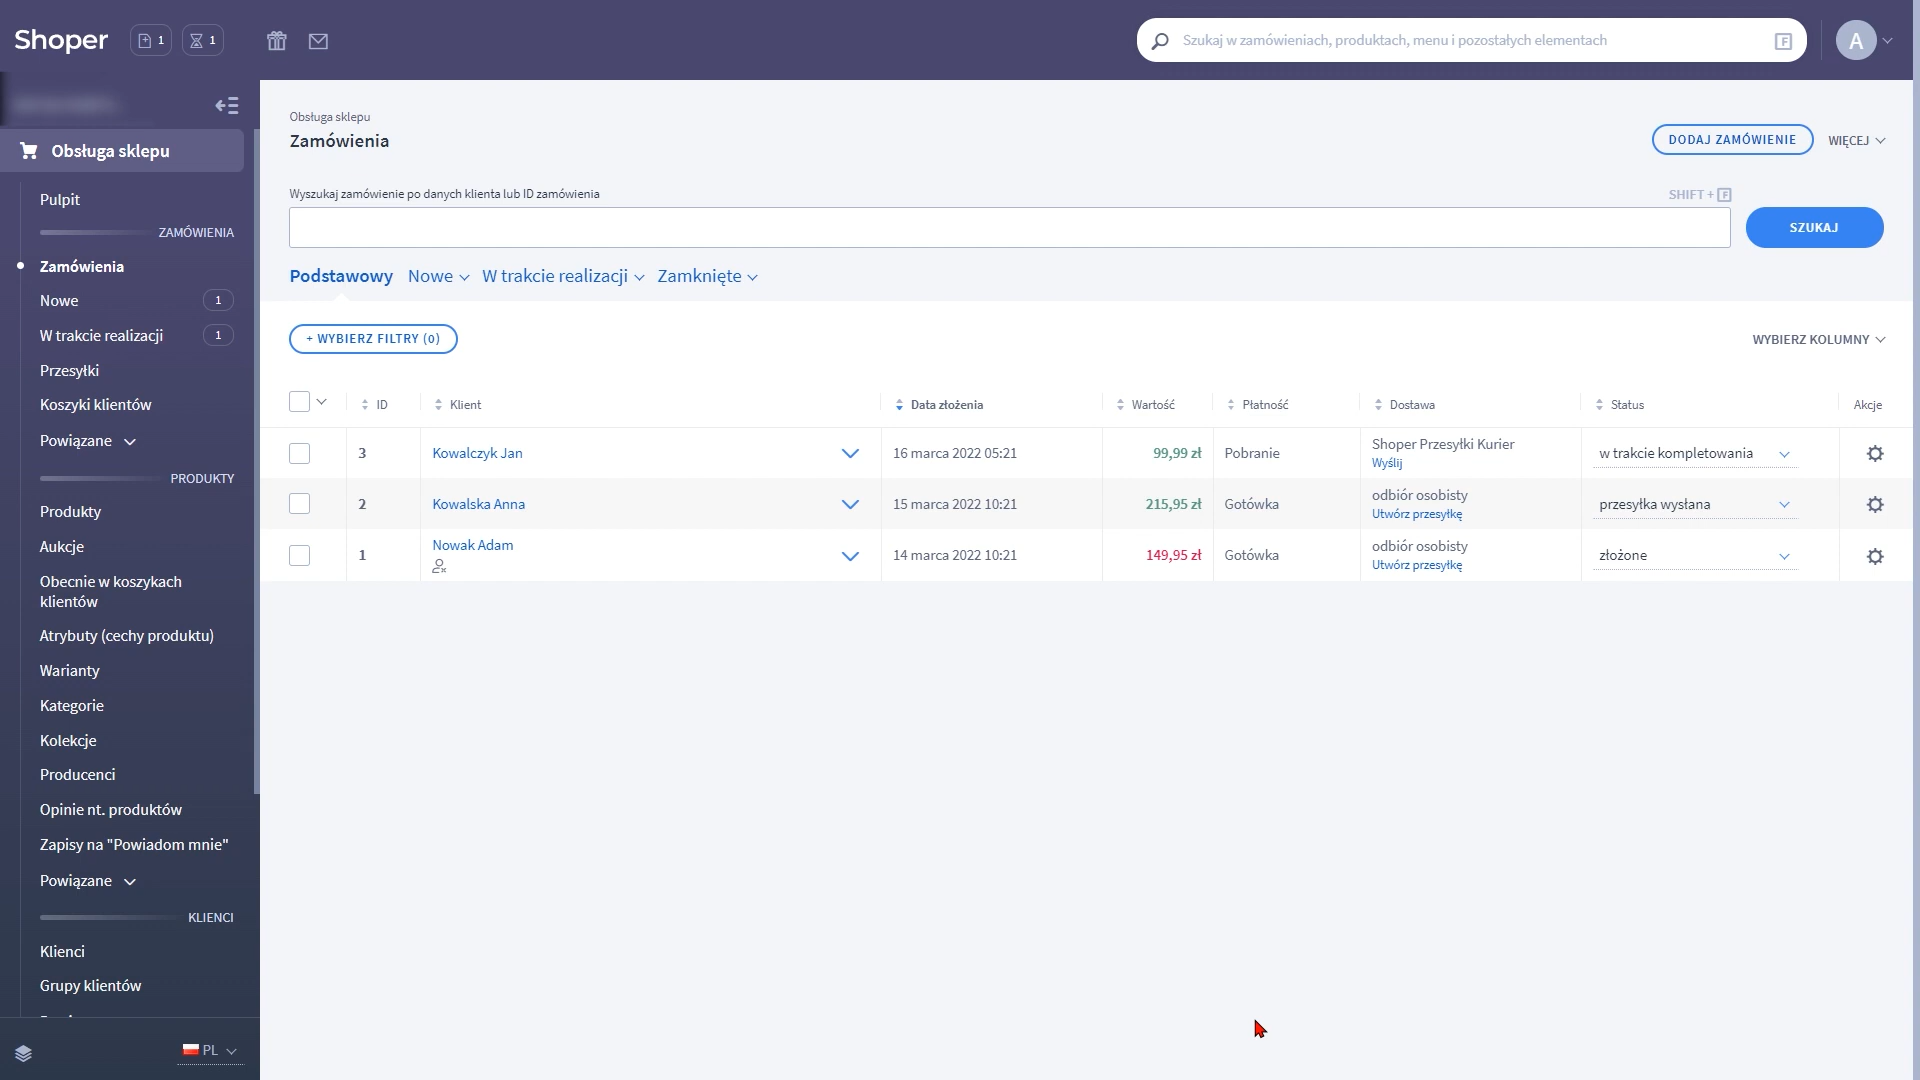 Shoper
1
1
Szukaj w zamówieniach, produktach, menu i pozostałych elementach
F
A
Obsługa sklepu
Pulpit
ZAMÓWIENIA
Zamówienia
Nowe
1
W trakcie realizacji
1
Przesyłki
Koszyki klientów
Powiązane
PRODUKTY
Produkty
Aukcje
Obecnie w koszykach
klientów
Atrybuty (cechy produktu)
Warianty
Kategorie
Kolekcje
Producenci
Opinie nt. produktów
Zapisy na "Powiadom mnie"
Powiązane
KLIENCI
Klienci
Grupy klientów
PL
Obsługa sklepu
Zamówienia
DODAJ ZAMÓWIENIE
WIĘCEJ
Wyszukaj zamówienie po danych klienta lub ID zamówienia
SHIFT + F
SZUKAJ
Podstawowy Nowe W trakcie realizacji Zamknięte
+ WYBIERZ FILTRY (0)
WYBIERZ KOLUMNY
ID Klient Data złożenia Wartość Płatność Dostawa Status Akcje
3 Kowalczyk Jan 16 marca 2022 05:21 99,99 zł Pobranie Shoper Przesyłki Kurier w trakcie kompletowania
Wyślij
2 Kowalska Anna 15 marca 2022 10:21 215,95 zł Gotówka odbiór osobisty przesyłka wysłana
Utwórz przesyłkę
1 Nowak Adam 14 marca 2022 10:21 149,95 zł Gotówka odbiór osobisty złożone
Utwórz przesyłkę